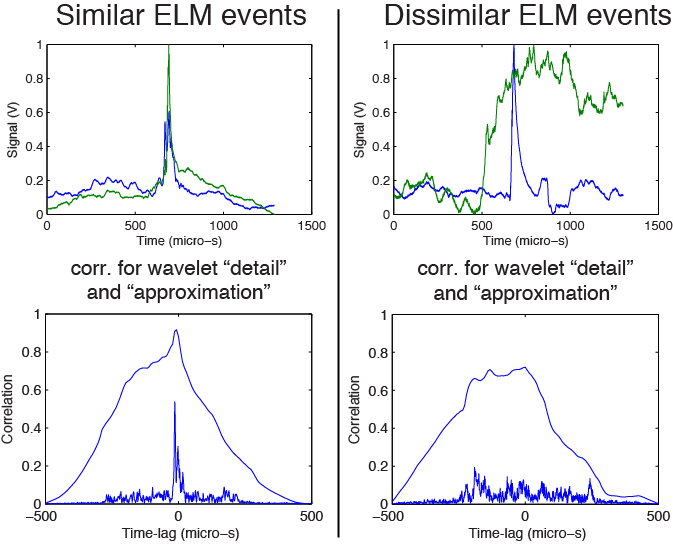 Similar ELM events
Dissimilar ELM events
1
0.8
0.6
0.4
0.2
0
Signal (V)
0 500 1000 1500
Time (micro−s)
1
0.8
0.6
0.4
0.2
0
Signal (V)
0 500 1000 1500
Time (micro−s)
corr. for wavelet “detail”
and “approximation”
corr. for wavelet “detail”
and “approximation”
1
0.8
0.6
0.4
0.2
0
Correlation
−500 0 500
Time-lag (micro−s)
1
0.8
0.6
0.4
0.2
0
Correlation
−500 0 500
Time-lag (micro−s)